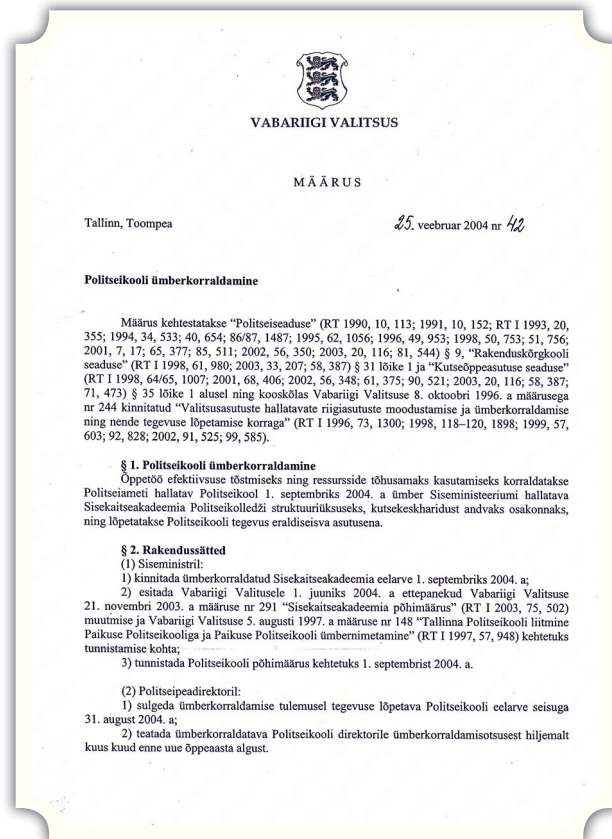 VABARIIGI VALITSUS
MÄÄRUS
Tallinn, Toompea
25. veebruar 2004 nr 42
Politseikooli ümberkorraldamine
Määrus kehtestatakse “Politseiseaduse” (RT 1990, 10, 113; 1991, 10, 152; RT I 1993, 20,
355; 1994, 34, 533; 40, 654; 86/87, 1487; 1995, 62, 1056; 1996, 49, 953; 1998, 50, 753; 51, 756;
2001, 7, 17; 65, 377; 85, 511; 2002, 56, 350; 2003, 20, 116; 81, 544) § 9, “Rakenduskõrgkooli
seaduse” (RT I 1998, 61, 980; 2003, 33, 207; 58, 387) § 31 lõike 1 ja “Kutseõppeasutuse seaduse”
(RT I 1998, 64/65, 1007; 2001, 68, 406; 2002, 56, 348; 61, 375; 90, 521; 2003, 20, 116; 58, 387;
71, 473) § 35 lõike 1 alusel ning kooskõlas Vabariigi Valitsuse 8. oktoobri 1996. a määrusega
nr 244 kinnitatud “Valitsusasutuste hallatavate riigiasutuste moodustamise ja ümberkorraldamise
ning nende tegevuse lõpetamise korraga” (RT I 1996, 73, 1300; 1998, 118–120, 1898; 1999, 57,
603; 92, 828; 2002, 91, 525; 99, 585).
§ 1. Politseikooli ümberkorraldamine
Õppetöö efektiivsuse tõstmiseks ning ressursside tõhusamaks kasutamiseks korraldatakse
Politseiameti hallatav Politseikool 1. septembriks 2004. a ümber Siseministeeriumi hallatava
Sisekaitseakadeemia Politseikolledži struktuuriüksuseks, kutsekeskharidust andvaks osakonnaks,
ning lõpetatakse Politseikooli tegevus eraldiseisva asutusena.
§ 2. Rakendussätted
(1) Siseministril:
1) kinnitada ümberkorraldatud Sisekaitseakadeemia eelarve 1. septembriks 2004. a;
2) esitada Vabariigi Valitusele 1. juuniks 2004. a ettepanekud Vabariigi Valitsuse
21. novembri 2003. a määruse nr 291 “Sisekaitseakadeemia põhimäärus” (RT I 2003, 75, 502)
muutmise ja Vabariigi Valitsuse 5. augusti 1997. a määruse nr 148 “Tallinna Politseikooli liitmine
Paikuse Politseikooliga ja Paikuse Politseikooli ümbernimetamine” (RT I 1997, 57, 948) kehtetuks
tunnistamise kohta;
3) tunnistada Politseikooli põhimäärus kehtetuks 1. septembrist 2004. a.
(2) Politseipeadirektoril:
1) sulgeda ümberkorraldamise tulemusel tegevuse lõpetava Politseikooli eelarve seisuga
31. august 2004. a;
2) teatada ümberkorraldatava Politseikooli direktorile ümberkorraldamisotsusest hiljemalt
kuus kuud enne uue õppeaasta algust.